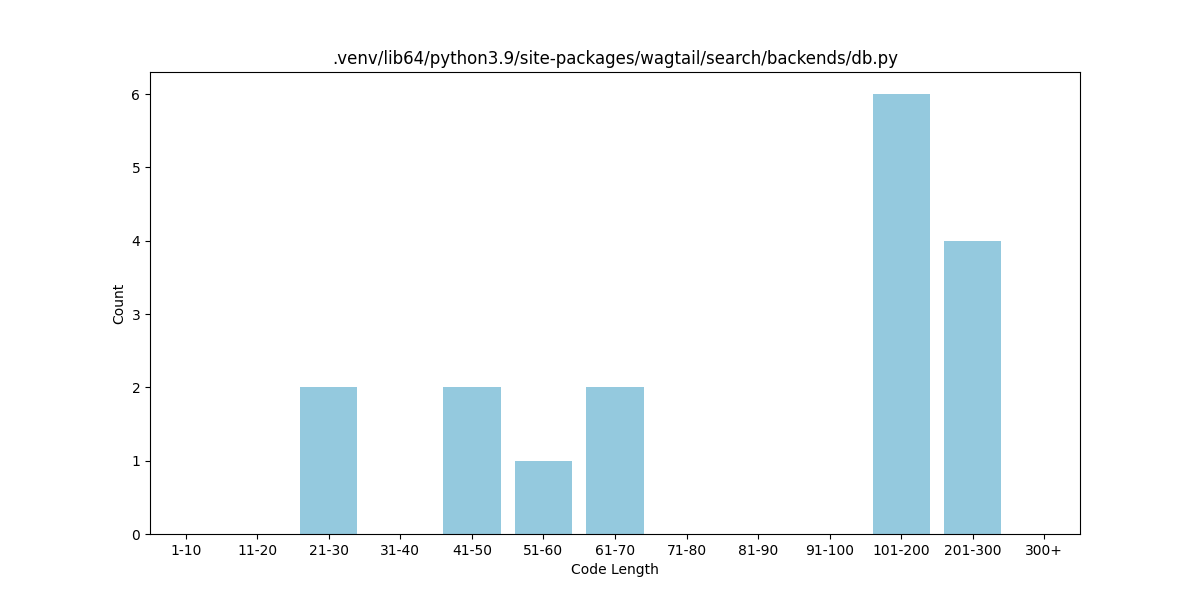 .venv/lib64/python3.9/site-packages/wagtail/search/backends/db.py
6
5
4
3
2
1
0
Count
1-10 11-20 21-30 31-40 41-50 51-60 61-70 71-80 81-90 91-100 101-200 201-300 300+
Code Length